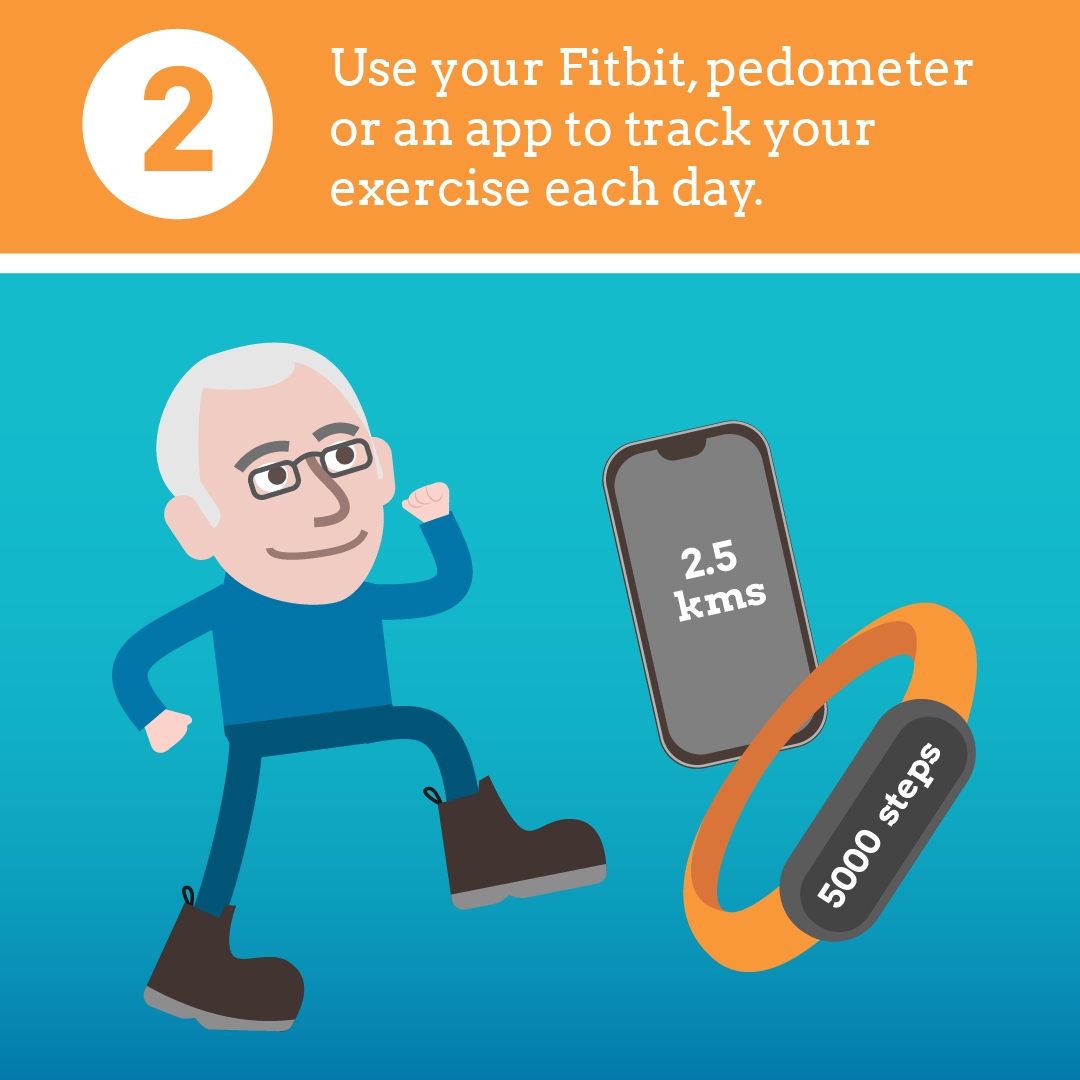 2
Use your Fitbit, pedometer
or an app to track your
exercise each day.
2.5
kms
5000 steps